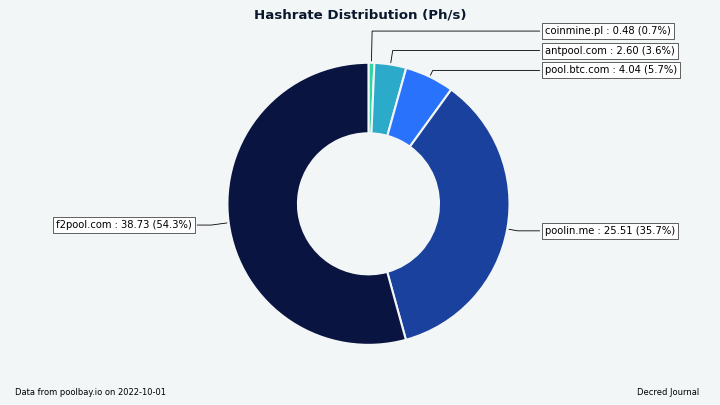 Hashrate Distribution (Ph/s)
coinmine.pl : 0.48 (0.7%)
antpool.com : 2.60 (3.6%)
pool.btc.com : 4.04 (5.7%)
f2pool.com : 38.73 (54.3%)
poolin.me : 25.51 (35.7%)
Data from poolbay.io on 2022-10-01
Decred Journal